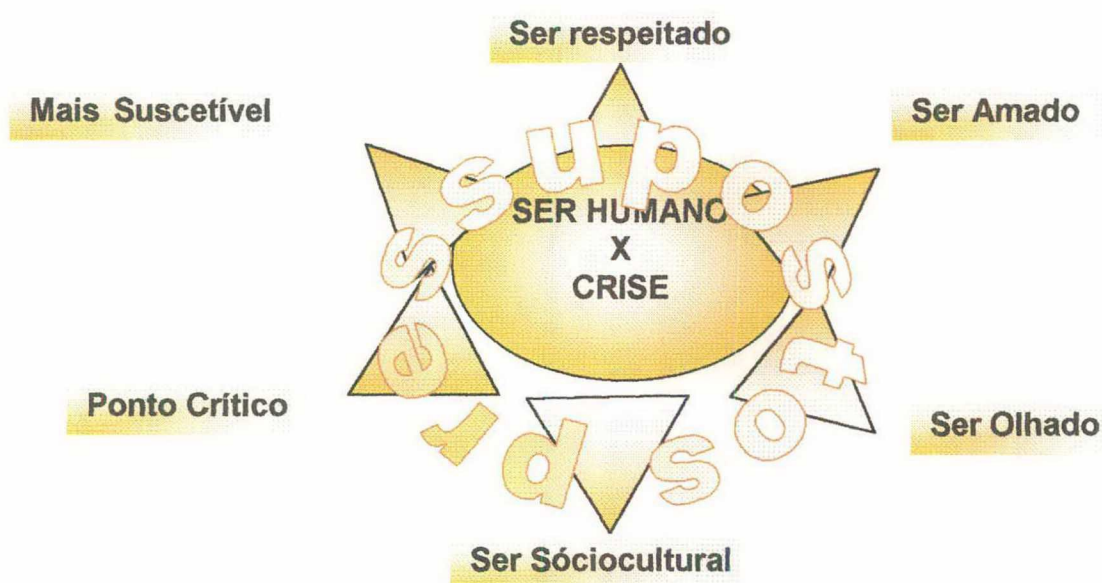 Ser respeitado
Mais Suscetível
Ser Amado
pressupostos
SER HUMANO
X
CRISE
Ponto Crítico
Ser Olhado
Ser Sóciocultural